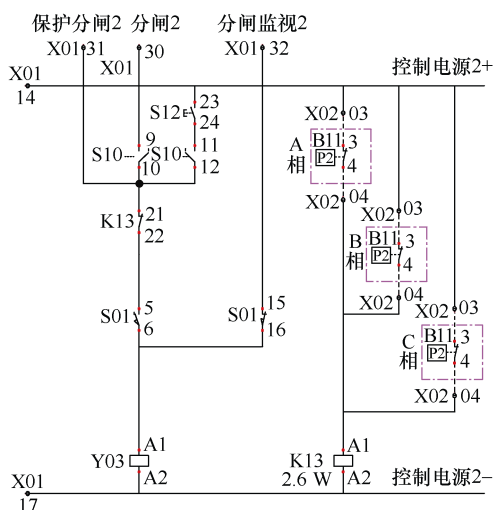 保护分闸2 分闸2 分闸监视2
X01 31 X01 30 X01 32
X01 14 控制电源2+
S12 23 24
X02 03
S10 9 10
S10 11 12
A相 B11 P2 3 4
X02 04
K13 21 22
X02 03
B相 B11 P2 3 4
X02 04
S01 5 6
S01 15 16
X02 03
C相 B11 P2 3 4
X02 04
Y03 A1 A2
K13 2.6 W A1 A2
控制电源2−
X01 17